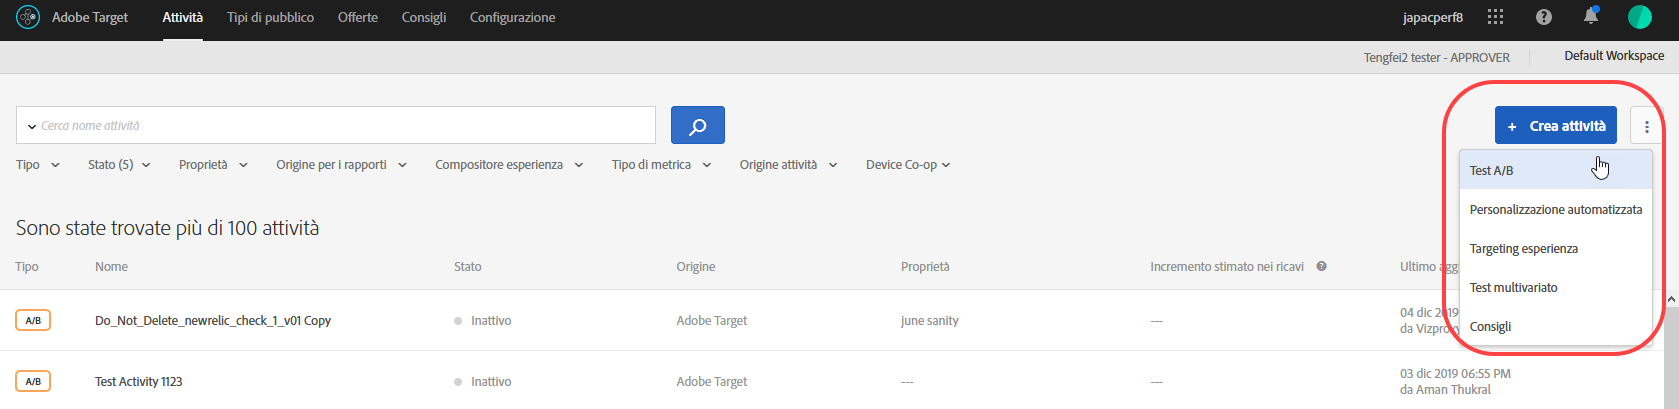 Adobe Target Attività Tipi di pubblico Offerte Consigli Configurazione japacperf8
Tengfei2 tester - APPROVER Default Workspace
Cerca nome attività + Crea attività
Tipo Stato (5) Proprietà Origine per i rapporti Compositore esperienza Tipo di metrica Origine attività Device Co-op
Test A/B
Personalizzazione automatizzata
Targeting esperienza
Test multivariato
Consigli
Sono state trovate più di 100 attività
Tipo Nome Stato Origine Proprietà Incremento stimato nei ricavi Ultimo agg
A/B Do_Not_Delete_newrelic_check_1_v01 Copy Inattivo Adobe Target june sanity --- 04 dic 2019
da Vizproxy
A/B Test Activity 1123 Inattivo Adobe Target --- --- 03 dic 2019 06:55 PM
da Aman Thukral